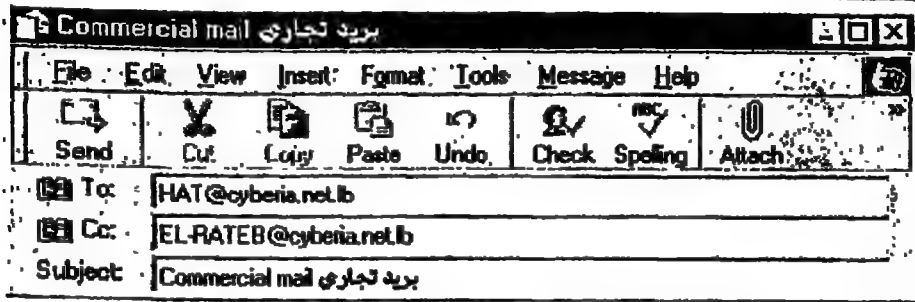 Commercial mail بريد تجاري
File Edit View Insert Format Tools Message Help
Send Cut Copy Paste Undo Check Spelling Attach »
To: HAT@cyberia.net.lb
Cc: EL-RATEB@cyberia.net.lb
Subject: Commercial mail بريد تجاري